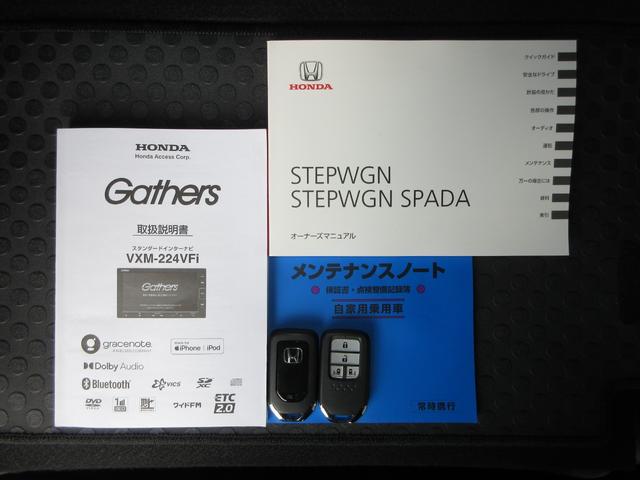 HONDA
クイックガイド
安全なドライブ
計器の見かた
各部の操作
オーディオ
運転
メンテナンス
万一の場合には
資料
索引
STEPWGN
STEPWGN SPADA
オーナーズマニュアル
HONDA
Honda Access Corp.
Gathers
取扱説明書
スタンダードインターナビ
VXM-224VFi
Gathers
gracenote
Made for
iPhone | iPod
Dolby Audio
Bluetooth
VICS
SD XC
DVD
ワイドFM
ETC 2.0
メンテナンスノート
保証書・点検整備記録簿
自家用乗用車
常時携行